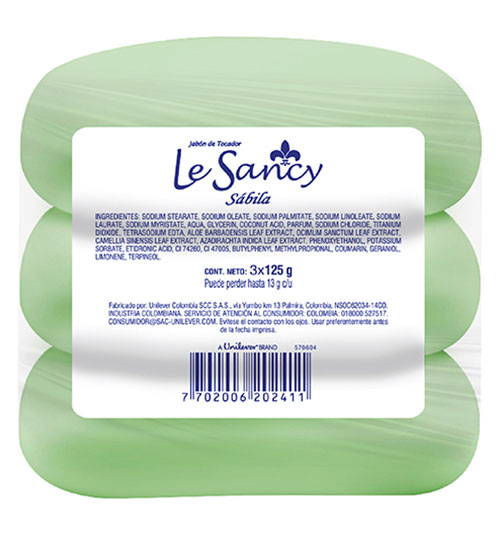 Jabón de Tocador
Le Sancy
Sábila
INGREDIENTES: SODIUM STEARATE, SODIUM OLEATE, SODIUM PALMITATE, SODIUM LINOLEATE, SODIUM
LAURATE, SODIUM MYRISTATE, AQUA, GLYCERIN, COCONUT ACID, PARFUM, SODIUM CHLORIDE, TITANIUM
DIOXIDE, TETRASODIUM EDTA, ALOE BARBADENSIS LEAF EXTRACT, OCIMUM SANCTUM LEAF EXTRACT,
CAMELLIA SINENSIS LEAF EXTRACT, AZADIRACHTA INDICA LEAF EXTRACT, PHENOXYETHANOL, POTASSIUM
SORBATE, ETIDRONIC ACID, CI 74260, CI 47005, BUTYLPHENYL METHYLPROPIONAL, COUMARIN, GERANIOL,
LIMONENE, TERPINEOL.
CONT. NETO: 3x125 g
Puede perder hasta 13 g c/u
Fabricado por: Unilever Colombia SCC S.A.S., vía Yumbo km 13 Palmira, Colombia. NSOC62034-14CO.
INDUSTRIA COLOMBIANA. SERVICIO DE ATENCIÓN AL CONSUMIDOR: COLOMBIA: 018000 527517.
CONSUMIDOR@SAC-UNILEVER.COM. Evítese el contacto con los ojos. Usar preferentemente antes
de la fecha impresa.
A Unilever BRAND
570604
7 702006 202411